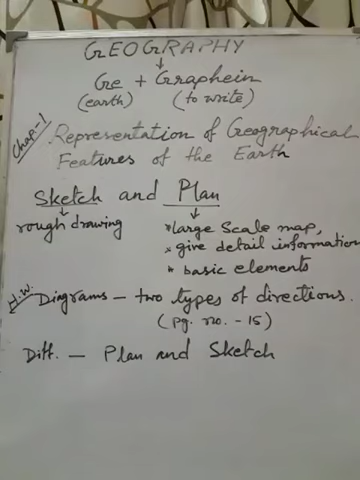 GEOGRAPHY
↓
Ge + Graphein
(earth) (to write)
Chap-1
Representation of Geographical
Features of the Earth
Sketch and Plan
↓ ↓
rough drawing *large scale map,
* give detail information
* basic elements
H.W. Diagrams - two types of directions.
(Pg. no. - 15)
Diff. - Plan and Sketch